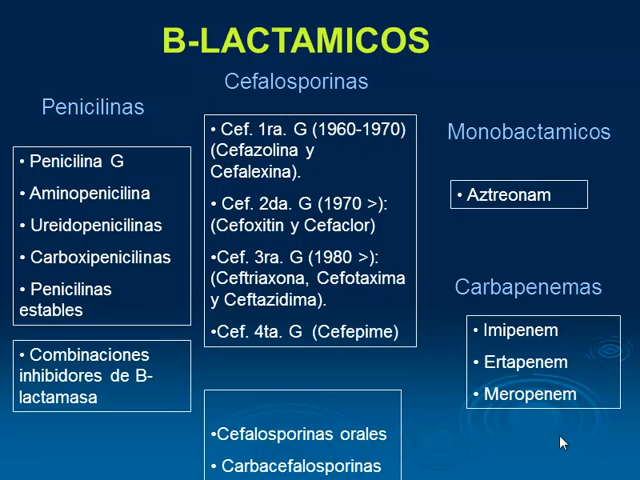 B-LACTAMICOS
Penicilinas
• Penicilina G
• Aminopenicilina
• Ureidopenicilinas
• Carboxipenicilinas
• Penicilinas
estables
• Combinaciones
inhibidores de B-
lactamasa
Cefalosporinas
• Cef. 1ra. G (1960-1970)
(Cefazolina y
Cefalexina).
• Cef. 2da. G (1970 >):
(Cefoxitin y Cefaclor)
•Cef. 3ra. G (1980 >):
(Ceftriaxona, Cefotaxima
y Ceftazidima).
•Cef. 4ta. G (Cefepime)
•Cefalosporinas orales
• Carbacefalosporinas
Monobactamicos
• Aztreonam
Carbapenemas
• Imipenem
• Ertapenem
• Meropenem